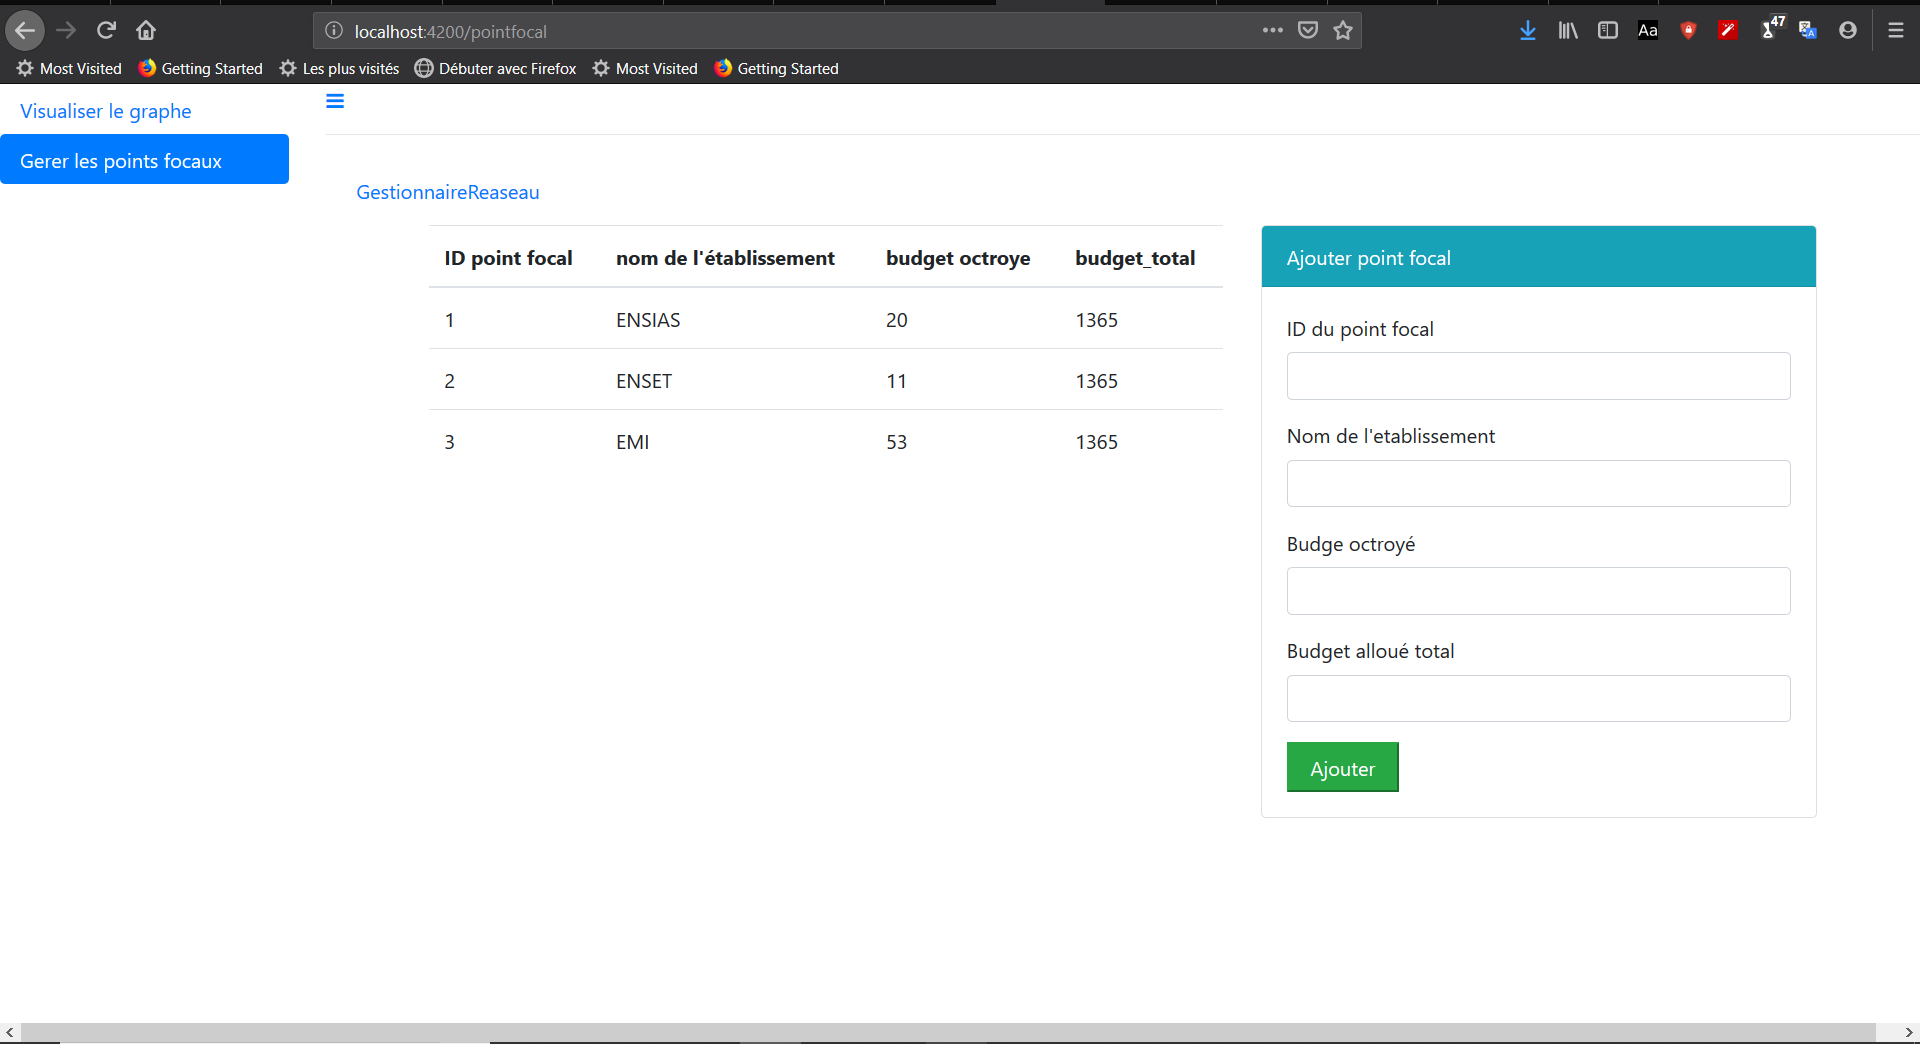 localhost:4200/pointfocal
Aa
47
Most Visited Getting Started Les plus visités Débuter avec Firefox Most Visited Getting Started
Visualiser le graphe
Gerer les points focaux
GestionnaireReaseau
ID point focal nom de l'établissement budget octroye budget_total
1 ENSIAS 20 1365
2 ENSET 11 1365
3 EMI 53 1365
Ajouter point focal
ID du point focal
Nom de l'etablissement
Budge octroyé
Budget alloué total
Ajouter